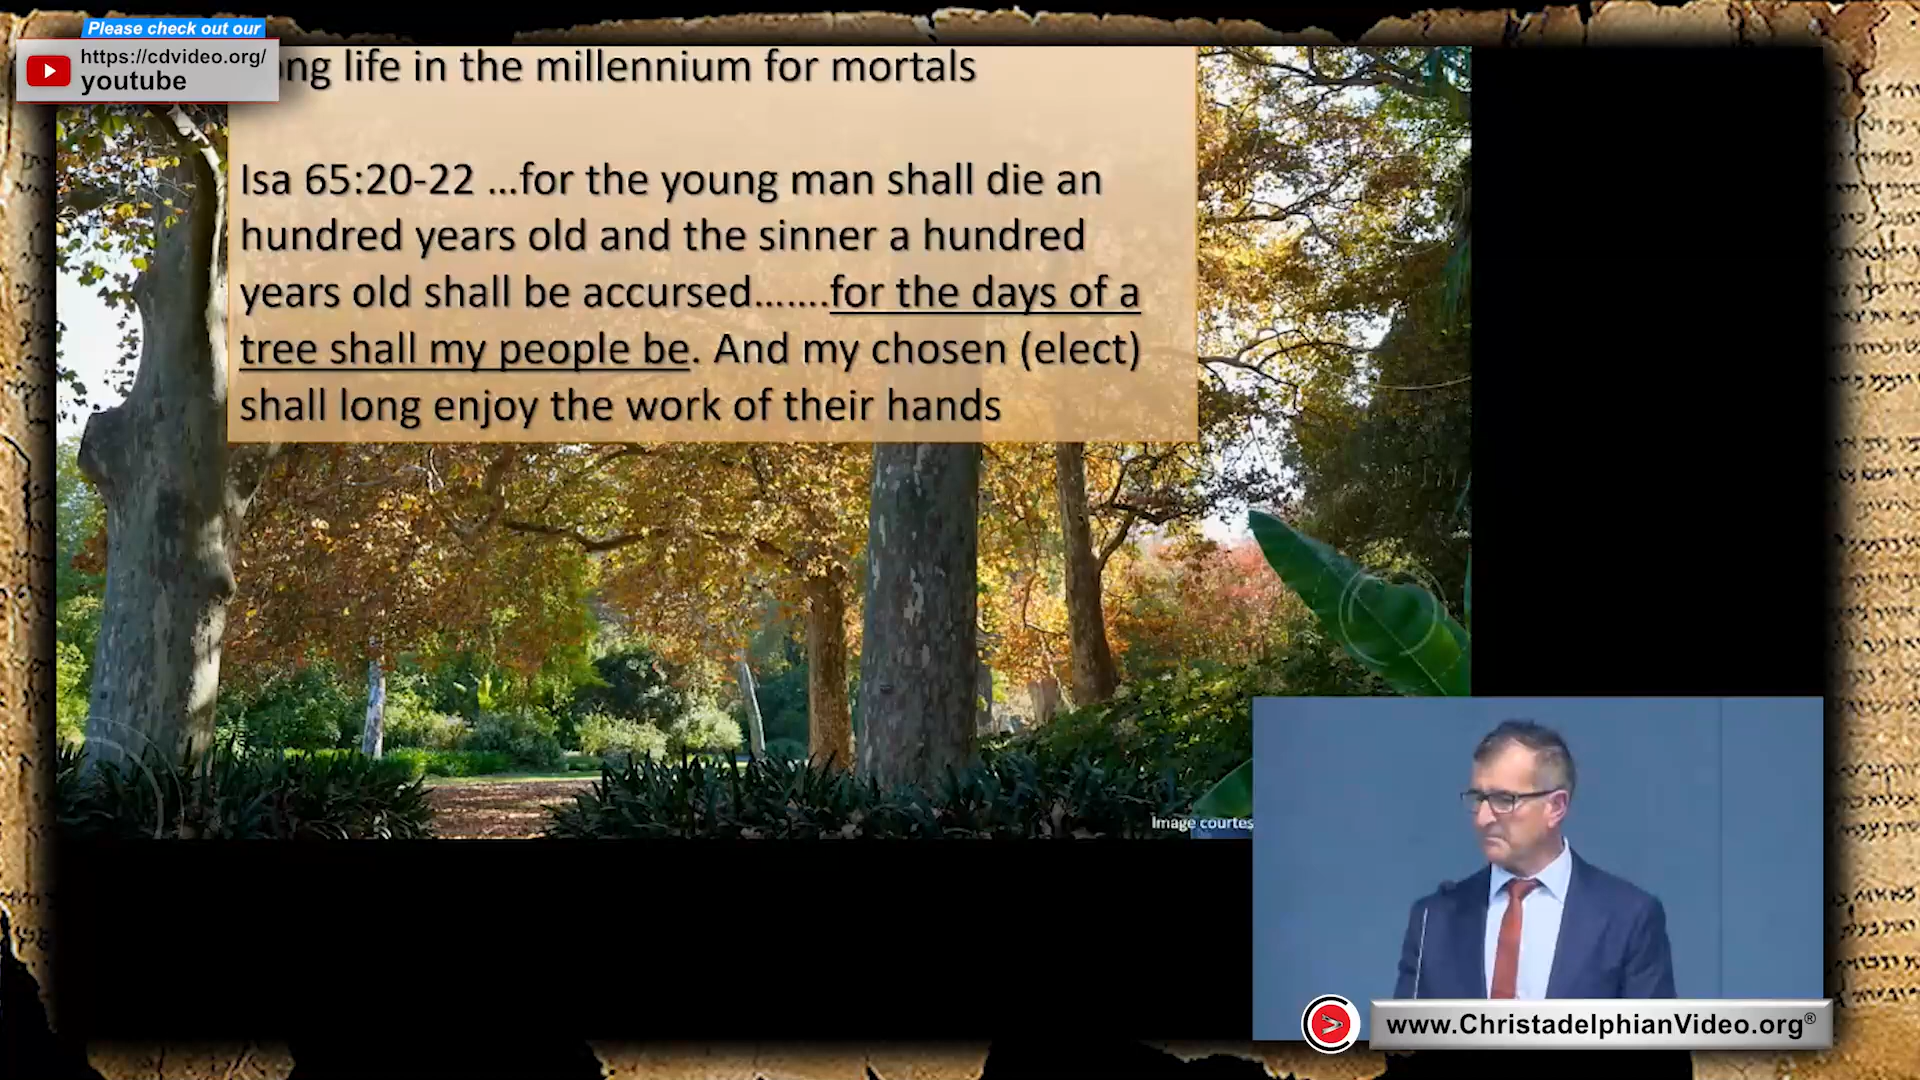 Please check out our
https://cdvideo.org/
youtube
ong life in the millennium for mortals
Isa 65:20-22 ...for the young man shall die an
hundred years old and the sinner a hundred
years old shall be accursed.......for the days of a
tree shall my people be. And my chosen (elect)
shall long enjoy the work of their hands
Image courtes
www.ChristadelphianVideo.org®